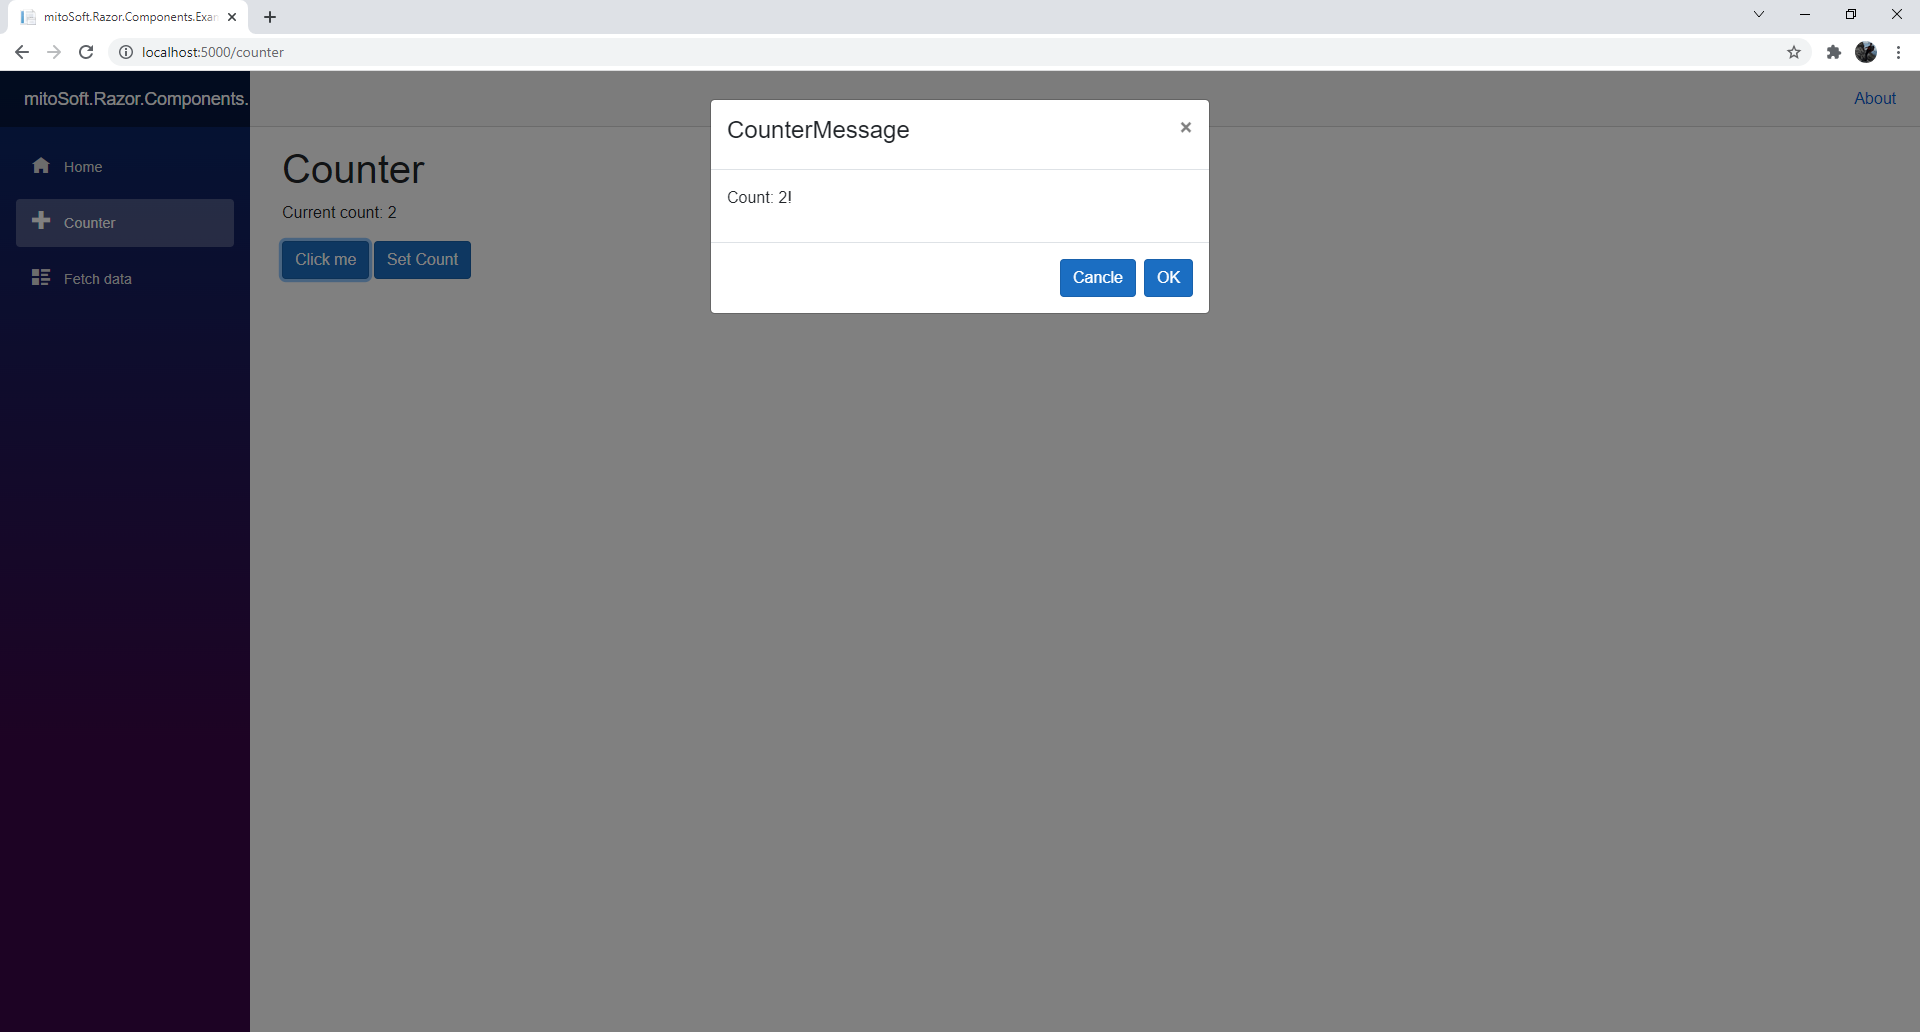 mitoSoft.Razor.Components.Exan
localhost:5000/counter
mitoSoft.Razor.Components.
About
Home
Counter
Fetch data
Counter
Current count: 2
Click me
Set Count
CounterMessage
×
Count: 2!
Cancle
OK